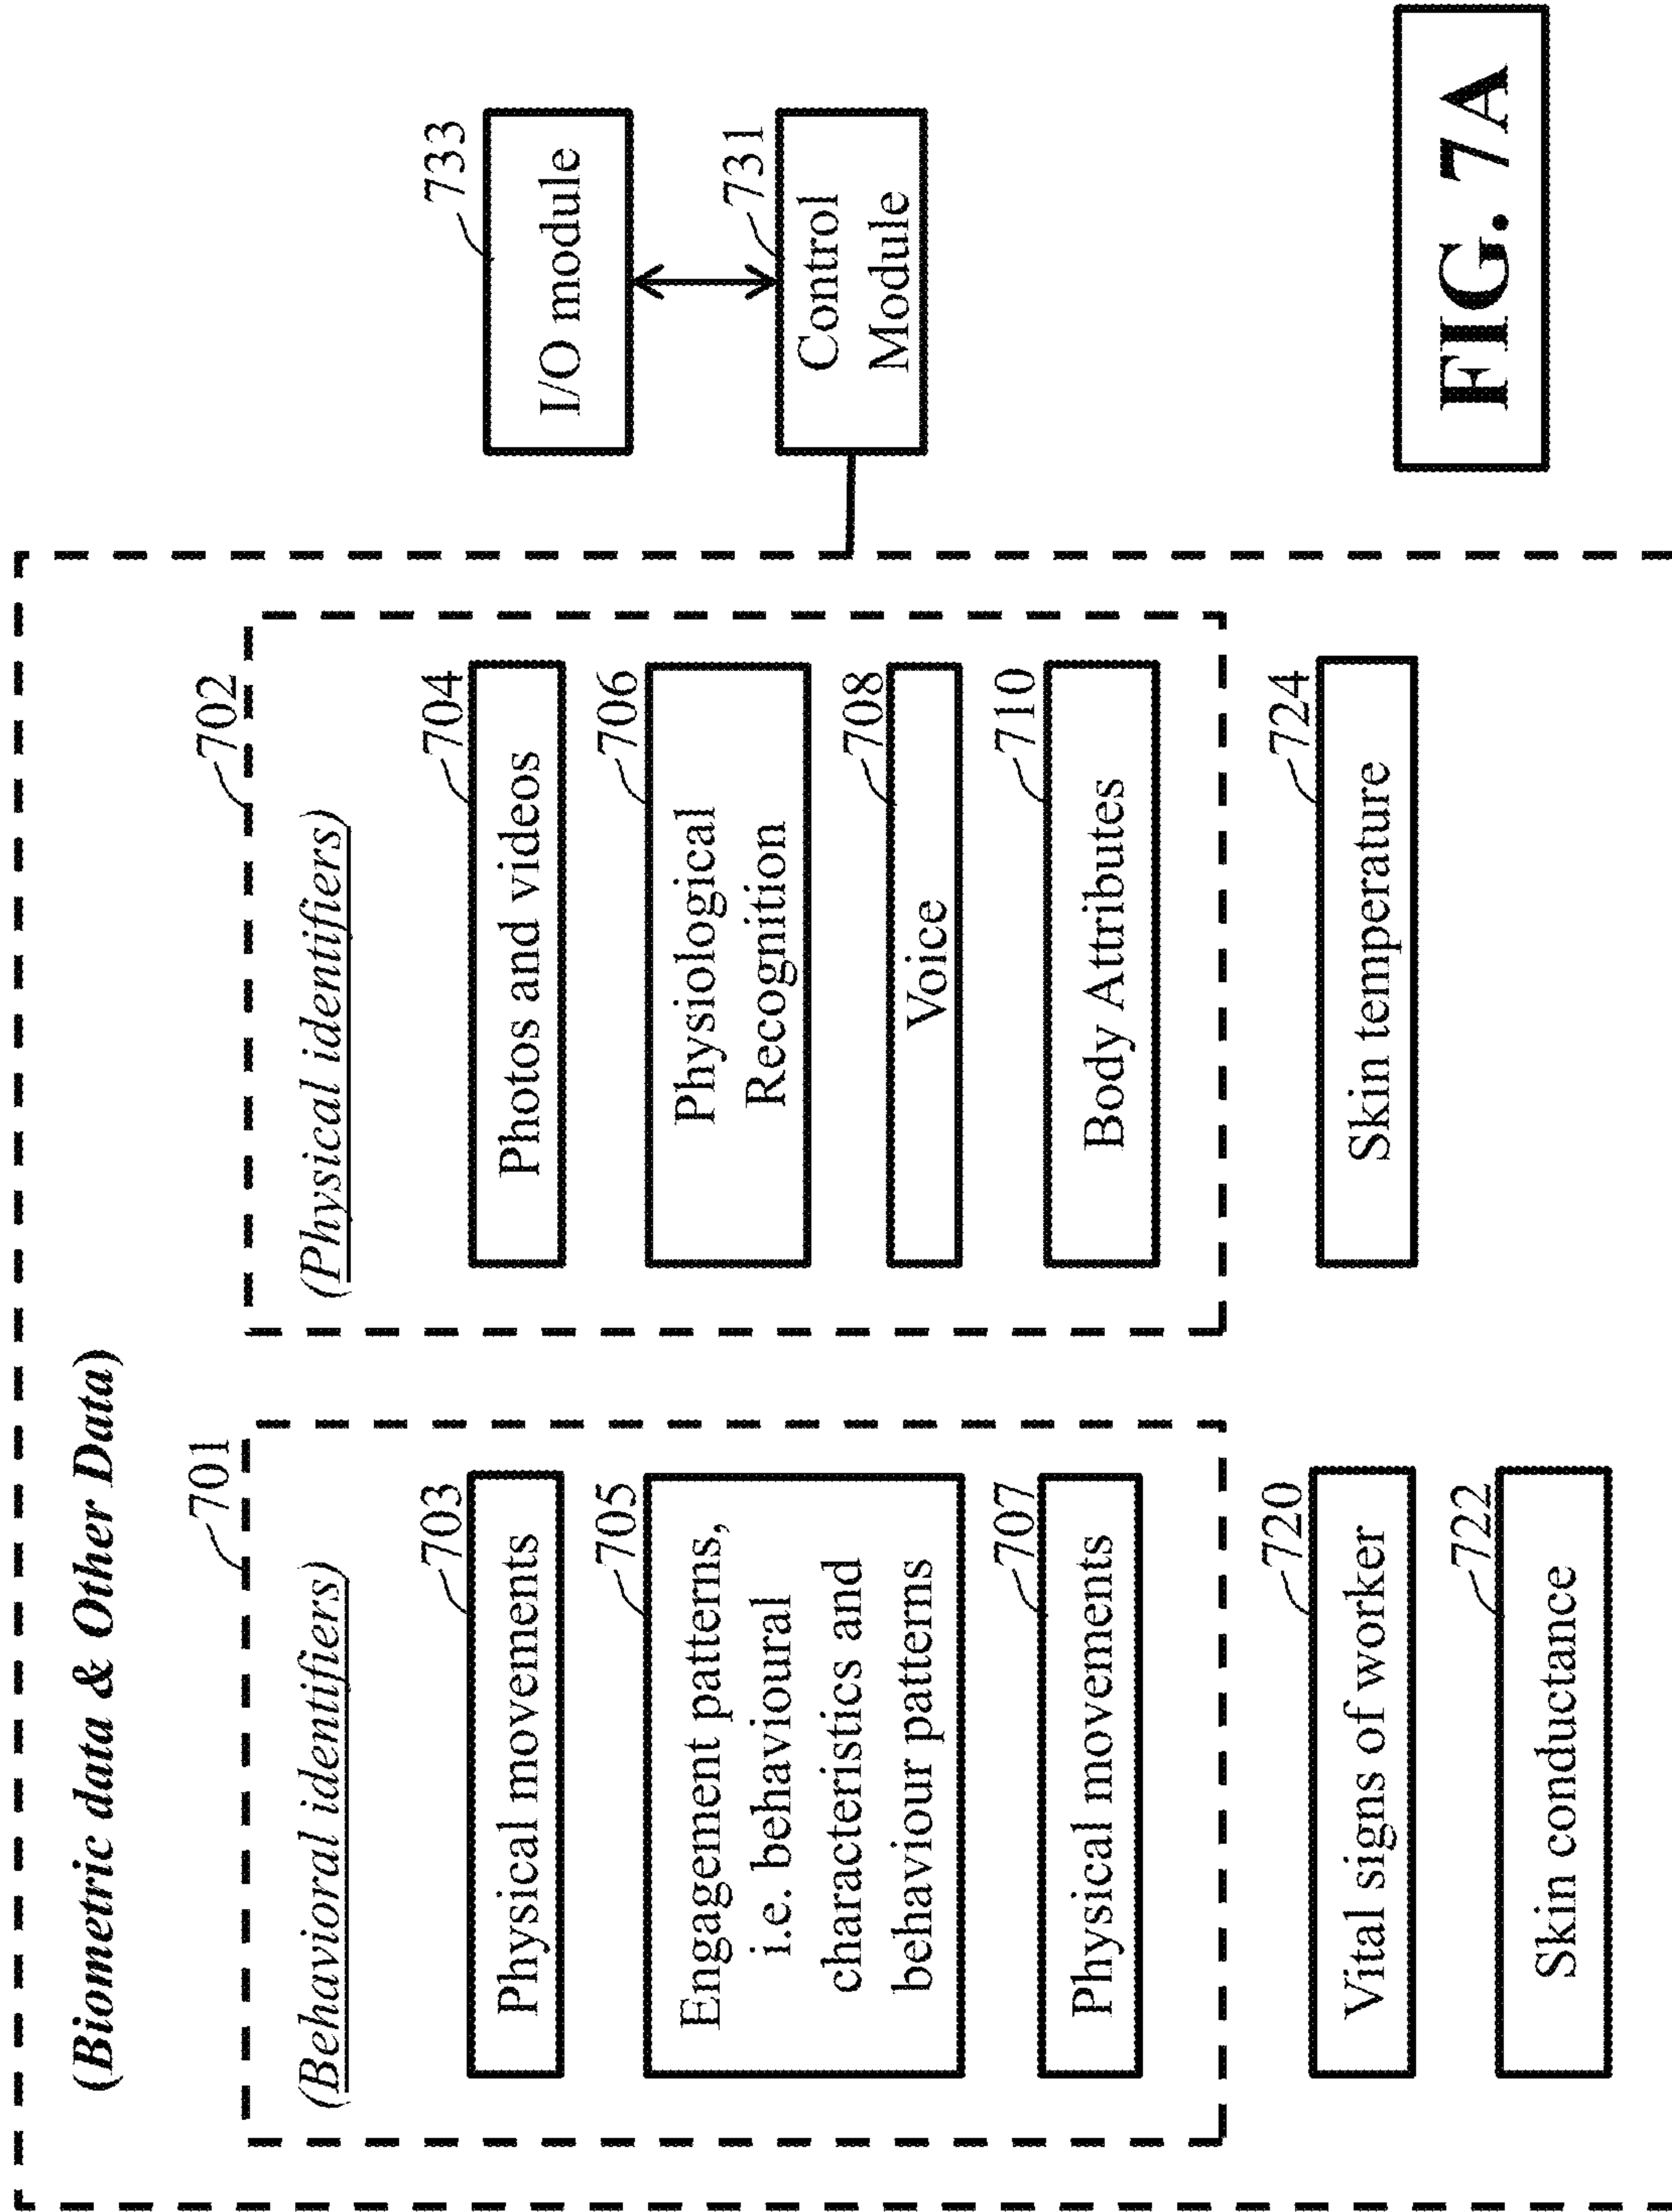 (Biometric data & Other Data)
701
(Behavioral identifiers)
703
Physical movements
705
Engagement patterns,
i.e. behavioural
characteristics and
behaviour patterns
707
Physical movements
720
Vital signs of worker
722
Skin conductance
702
(Physical identifiers)
704
Photos and videos
706
Physiological
Recognition
708
Voice
710
Body Attributes
724
Skin temperature
733
I/O module
731
Control
Module
FIG. 7A